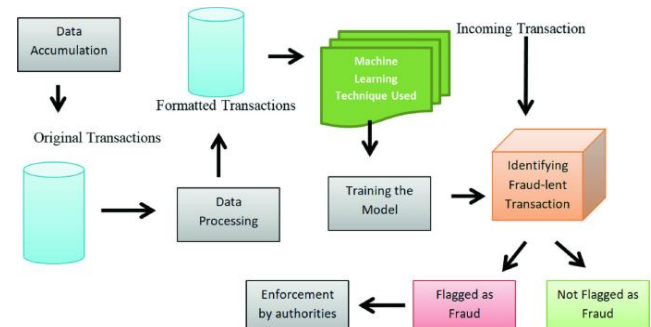 Data
Accumulation
Original Transactions
Data
Processing
Formatted Transactions
Machine
Learning
Technique Used
Training the
Model
Incoming Transaction
Identifying
Fraud-lent
Transaction
Flagged as
Fraud
Not Flagged as
Fraud
Enforcement
by authorities